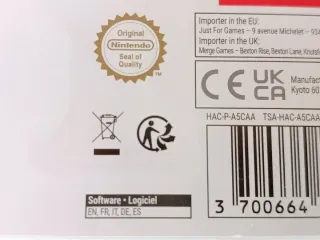 Original
Nintendo
Seal of
Quality
Importer in the EU:
Just For Games – 9 avenue Michelet –
Importer in the UK:
Merge Games – Bexton Rise, Bexton Lane,
CE
UK
CA
Kyoto
HAC-P-A5CAA TSA-HAC-A5CAA
Software • Logiciel
EN, FR, IT, DE, ES
3 700664